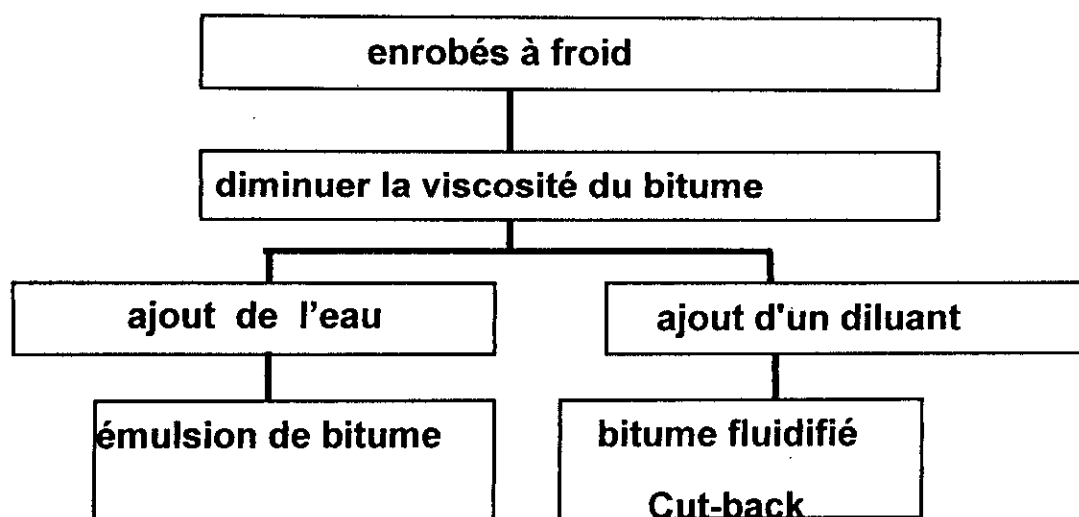 enrobés à froid
diminuer la viscosité du bitume
ajout de l'eau
ajout d'un diluant
émulsion de bitume
bitume fluidifié
Cut-back